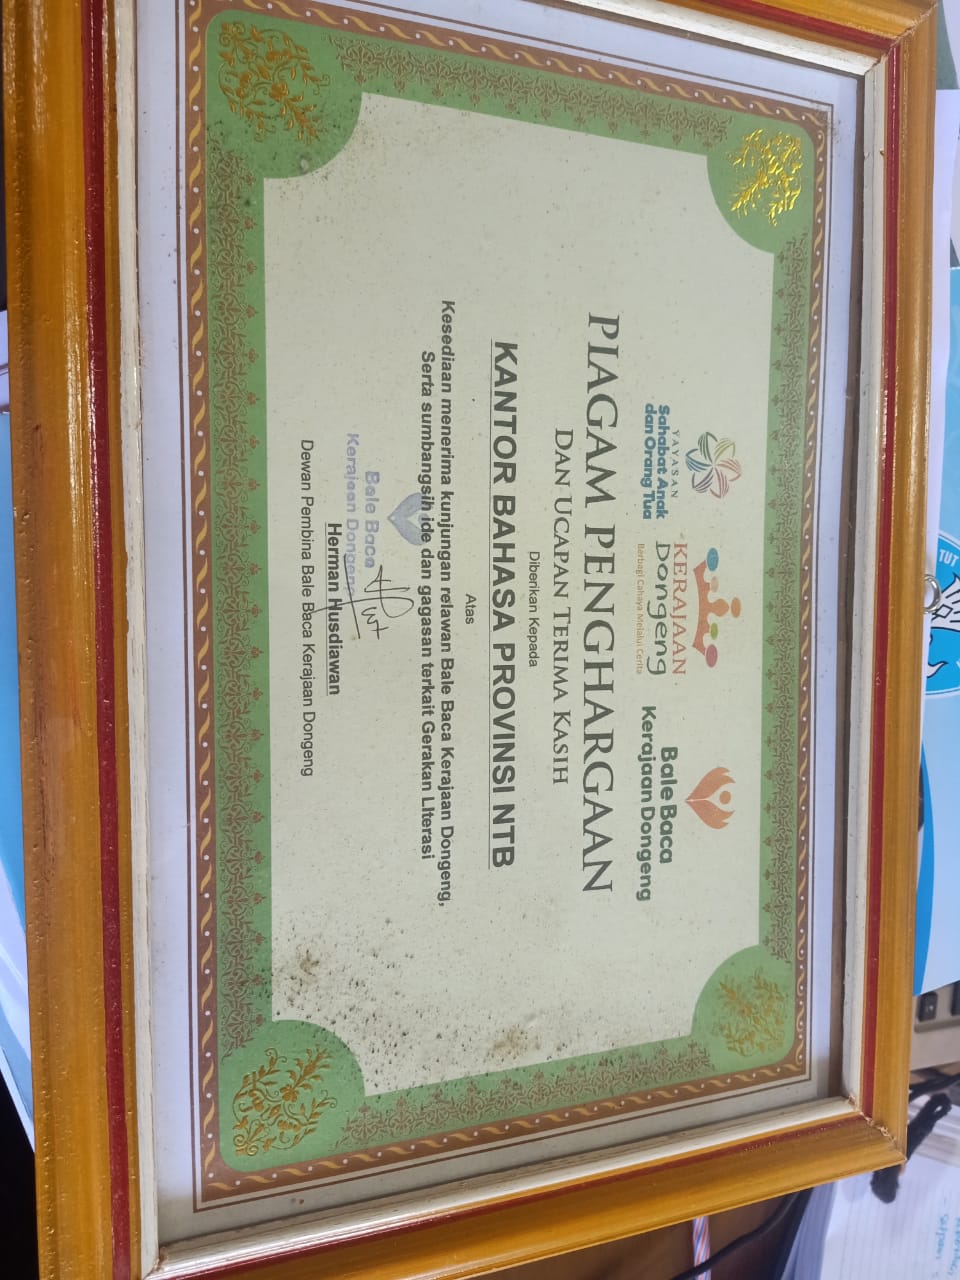 YAYASAN
Sahabat Anak
dan Orang Tua
KERAJAAN
Dongeng
Berbagi Cahaya Melalui Cerita
Bale Baca
Kerajaan Dongeng
PIAGAM PENGHARGAAN
DAN UCAPAN TERIMA KASIH
Diberikan Kepada
KANTOR BAHASA PROVINSI NTB
Atas
Kesediaan menerima kunjungan relawan Bale Baca Kerajaan Dongeng,
Serta sumbangsih ide dan gagasan terkait Gerakan LIterasi
Bale Baca
Kerajaan Dongeng
Herman Husdiawan
Dewan Pembina Bale Baca Kerajaan Dongeng
TUT